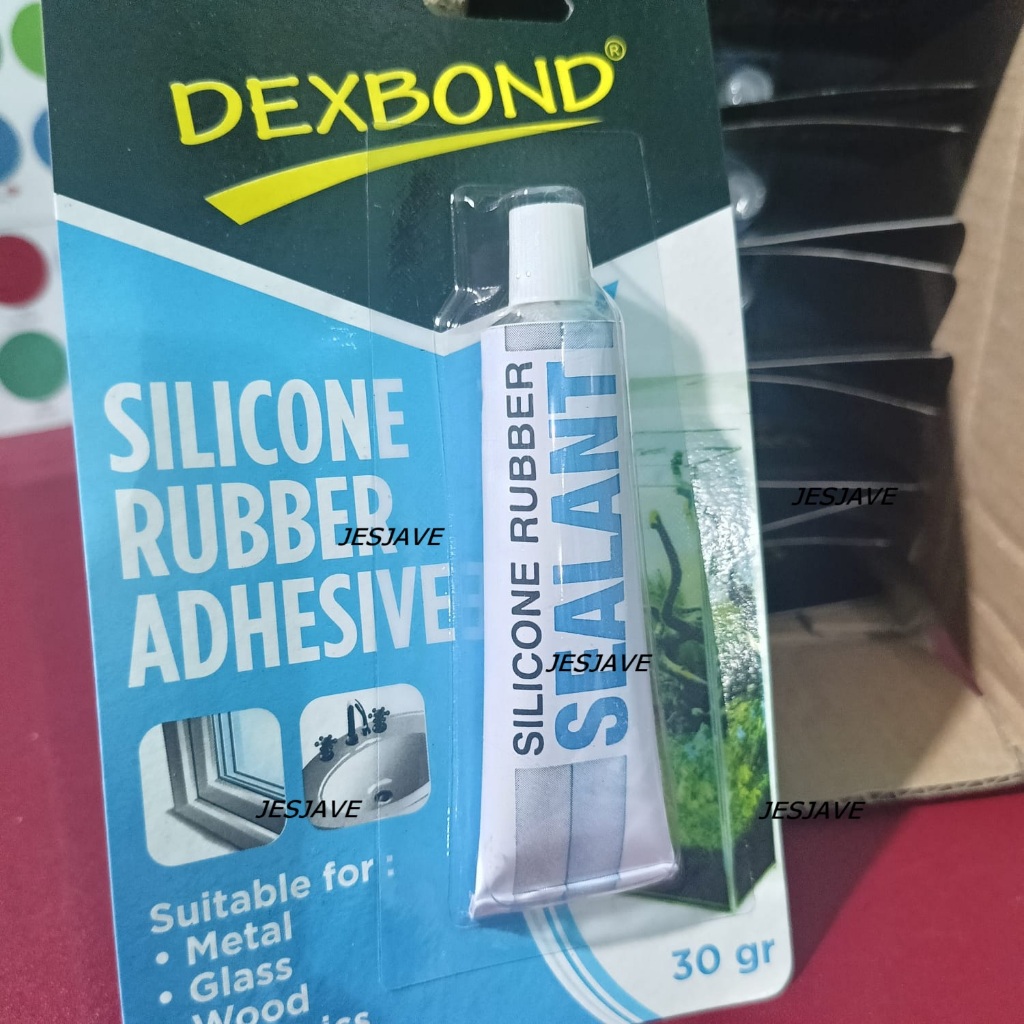 DEXBOND®
SILICONE
RUBBER
ADHESIVE
SILICONE RUBBER
SEALANT
JESJAVE
JESJAVE
JESJAVE
JESJAVE
JESJAVE
Suitable for :
• Metal
• Glass
Wood
30 gr